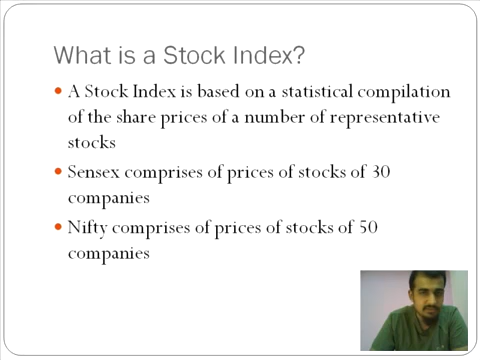 What is a Stock Index?
A Stock Index is based on a statistical compilation
of the share prices of a number of representative
stocks
Sensex comprises of prices of stocks of 30
companies
Nifty comprises of prices of stocks of 50
companies